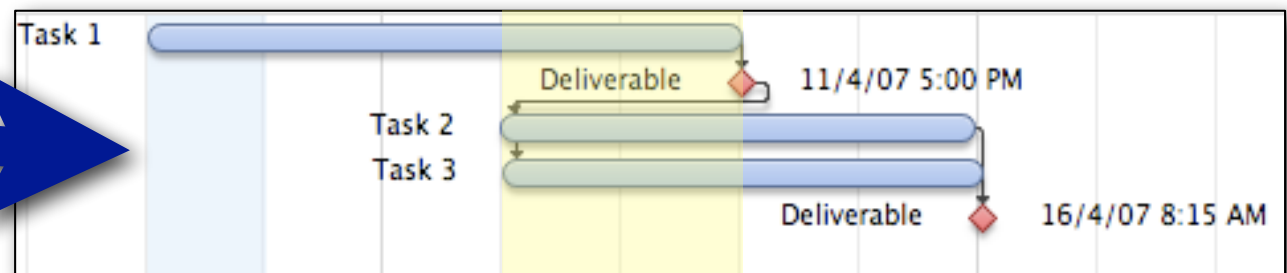 Task 1
Deliverable 11/4/07 5:00 PM
Task 2
Task 3
Deliverable 16/4/07 8:15 AM